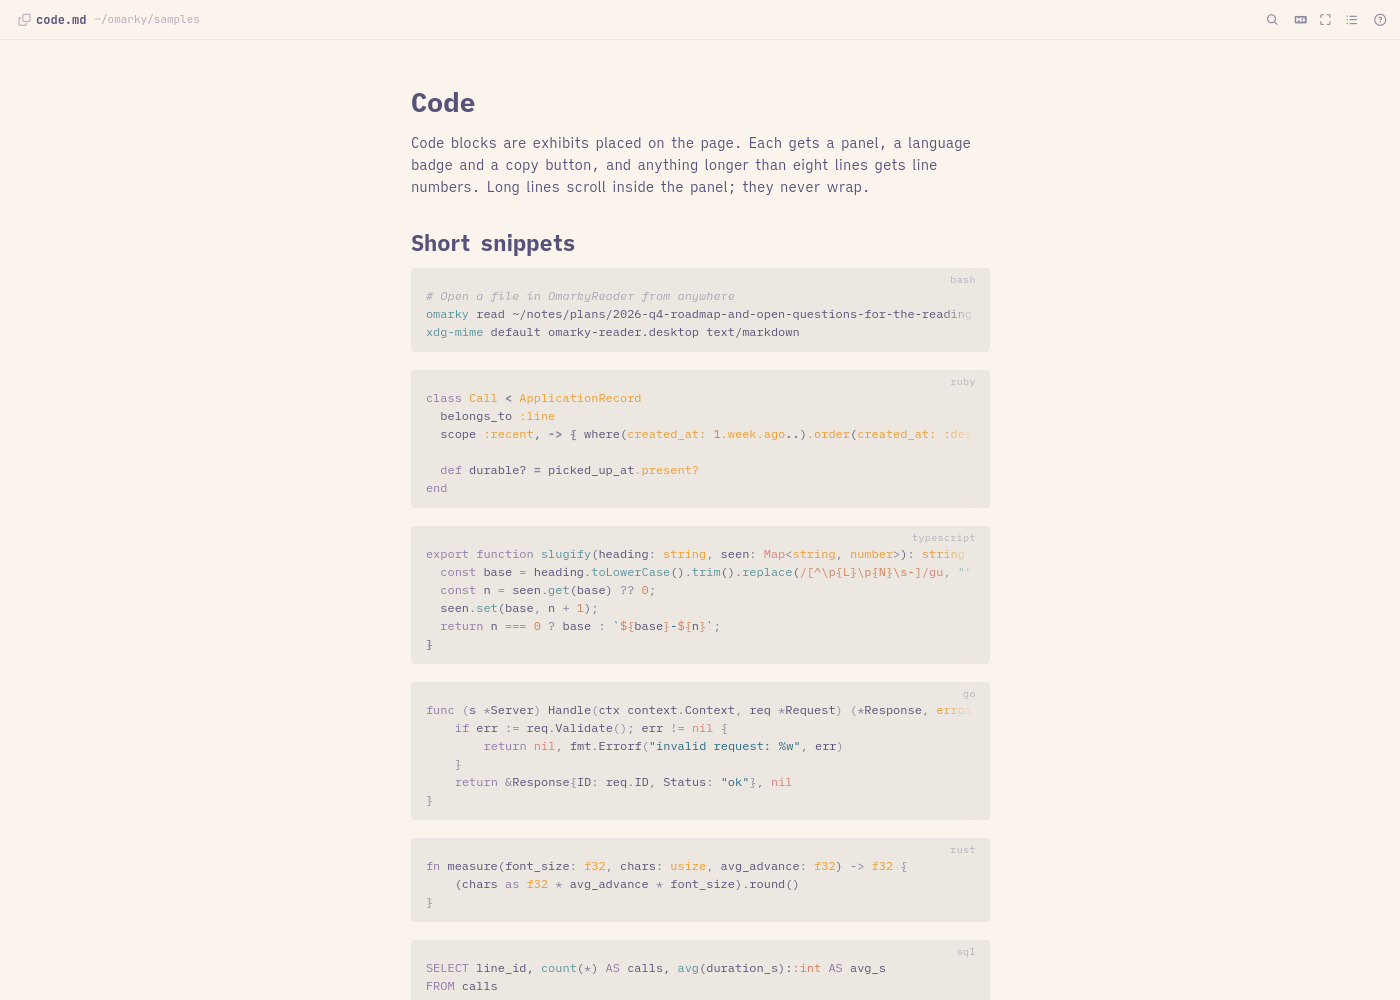 code.md ~/omarky/samples
Code
Code blocks are exhibits placed on the page. Each gets a panel, a language
badge and a copy button, and anything longer than eight lines gets line
numbers. Long lines scroll inside the panel; they never wrap.
Short snippets
bash
# Open a file in OmarkyReader from anywhere
omarky read ~/notes/plans/2026-q4-roadmap-and-open-questions-for-the-reading
xdg-mime default omarky-reader.desktop text/markdown
ruby
class Call < ApplicationRecord
  belongs_to :line
  scope :recent, -> { where(created_at: 1.week.ago..).order(created_at: :des
  def durable? = picked_up_at.present?
end
typescript
export function slugify(heading: string, seen: Map<string, number>): string
  const base = heading.toLowerCase().trim().replace(/[^\p{L}\p{N}\s-]/gu, ""
  const n = seen.get(base) ?? 0;
  seen.set(base, n + 1);
  return n === 0 ? base : `${base}-${n}`;
}
go
func (s *Server) Handle(ctx context.Context, req *Request) (*Response, error
    if err := req.Validate(); err != nil {
        return nil, fmt.Errorf("invalid request: %w", err)
    }
    return &Response{ID: req.ID, Status: "ok"}, nil
}
rust
fn measure(font_size: f32, chars: usize, avg_advance: f32) -> f32 {
    (chars as f32 * avg_advance * font_size).round()
}
sql
SELECT line_id, count(*) AS calls, avg(duration_s)::int AS avg_s
FROM calls